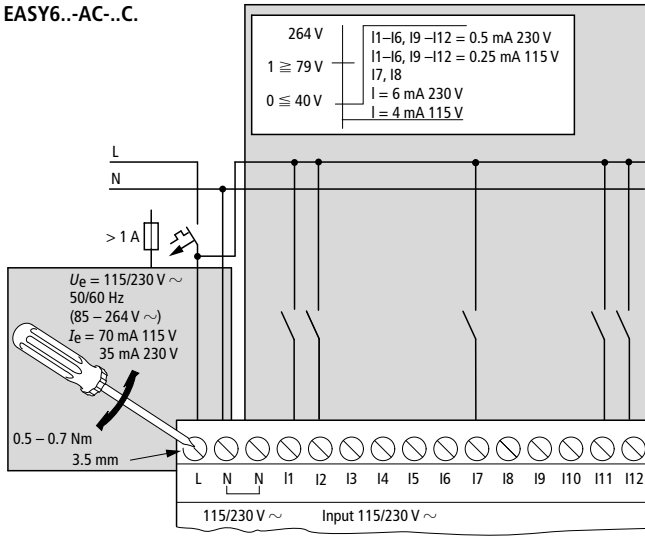 EASY6..-AC-..C.
264 V
1 ≧ 79 V
0 ≦ 40 V
I1–I6, I9 –I12 = 0.5 mA 230 V
I1–I6, I9 –I12 = 0.25 mA 115 V
I7, I8
I = 6 mA 230 V
I = 4 mA 115 V
L
N
> 1 A
Ue = 115/230 V ~
50/60 Hz
(85 – 264 V ~)
Ie = 70 mA 115 V
35 mA 230 V
0.5 – 0.7 Nm
3.5 mm
L N N I1 I2 I3 I4 I5 I6 I7 I8 I9 I10 I11 I12
115/230 V ~ Input 115/230 V ~